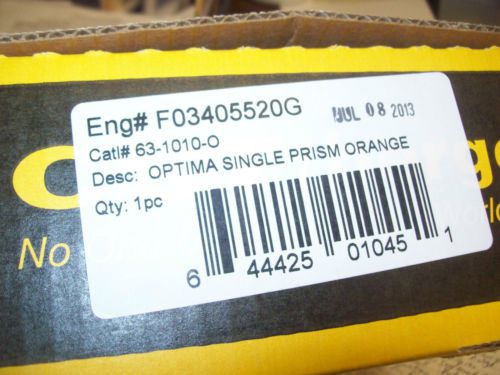 Eng# F03405520G
JUL 08 2013
Catl# 63-1010-O
Desc: OPTIMA SINGLE PRISM ORANGE
Qty: 1pc
6 44425 01045 1
No